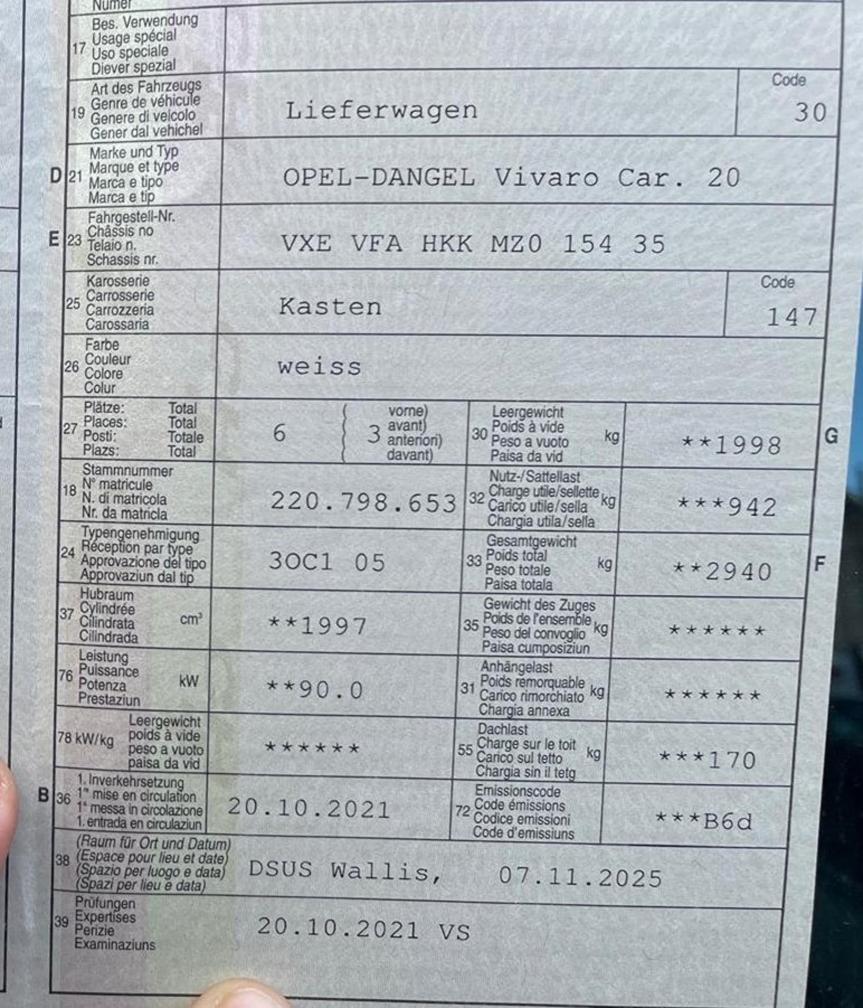 Numer
17 Bes. Verwendung
Usage spécial
Uso speciale
Diever spezial
19 Art des Fahrzeugs
Genre de véhicule
Genere di veicolo
Gener dal vehichel
Lieferwagen
Code
30
D 21 Marke und Typ
Marque et type
Marca e tipo
Marca e tip
OPEL-DANGEL Vivaro Car. 20
E 23 Fahrgestell-Nr.
Châssis no
Telaio n.
Schassis nr.
VXE VFA HKK MZ0 154 35
25 Karosserie
Carrosserie
Carrozzeria
Carossaria
Kasten
Code
147
26 Farbe
Couleur
Colore
Colur
weiss
27 Plätze: Total
Places: Total
Posti: Totale
Plazs: Total
6
3 vorne)
avant)
anteriori)
davant)
30 Leergewicht
Poids à vide
Peso a vuoto
Paisa da vid
kg
**1998
G
18 Stammnummer
N° matricule
N. di matricola
Nr. da matricla
220.798.653
32 Nutz-/Sattellast
Charge utile/sellette
Carico utile/sella
Chargia utila/sella
kg
***942
24 Typengenehmigung
Réception par type
Approvazione del tipo
Approvaziun dal tip
3OC1 05
33 Gesamtgewicht
Poids total
Peso totale
Paisa totala
kg
**2940
F
37 Hubraum
Cylindrée
Cilindrata
Cilindrada
cm³
**1997
35 Gewicht des Zuges
Poids de l'ensemble
Peso del convoglio
Paisa cumposiziun
kg
******
76 Leistung
Puissance
Potenza
Prestaziun
kW
**90.0
31 Anhängelast
Poids remorquable
Carico rimorchiato
Chargia annexa
kg
******
78 kW/kg Leergewicht
poids à vide
peso a vuoto
paisa da vid
******
55 Dachlast
Charge sur le toit
Carico sul tetto
Chargia sin il tetg
kg
***170
B 36 1. Inverkehrsetzung
1re mise en circulation
1a messa in circolazione
1. entrada en circulaziun
20.10.2021
72 Emissionscode
Code émissions
Codice emissioni
Code d'emissiuns
***B6d
38 (Raum für Ort und Datum)
(Espace pour lieu et date)
(Spazio per luogo e data)
(Spazi per lieu e data)
DSUS Wallis, 07.11.2025
39 Prüfungen
Expertises
Perizie
Examinaziuns
20.10.2021 VS